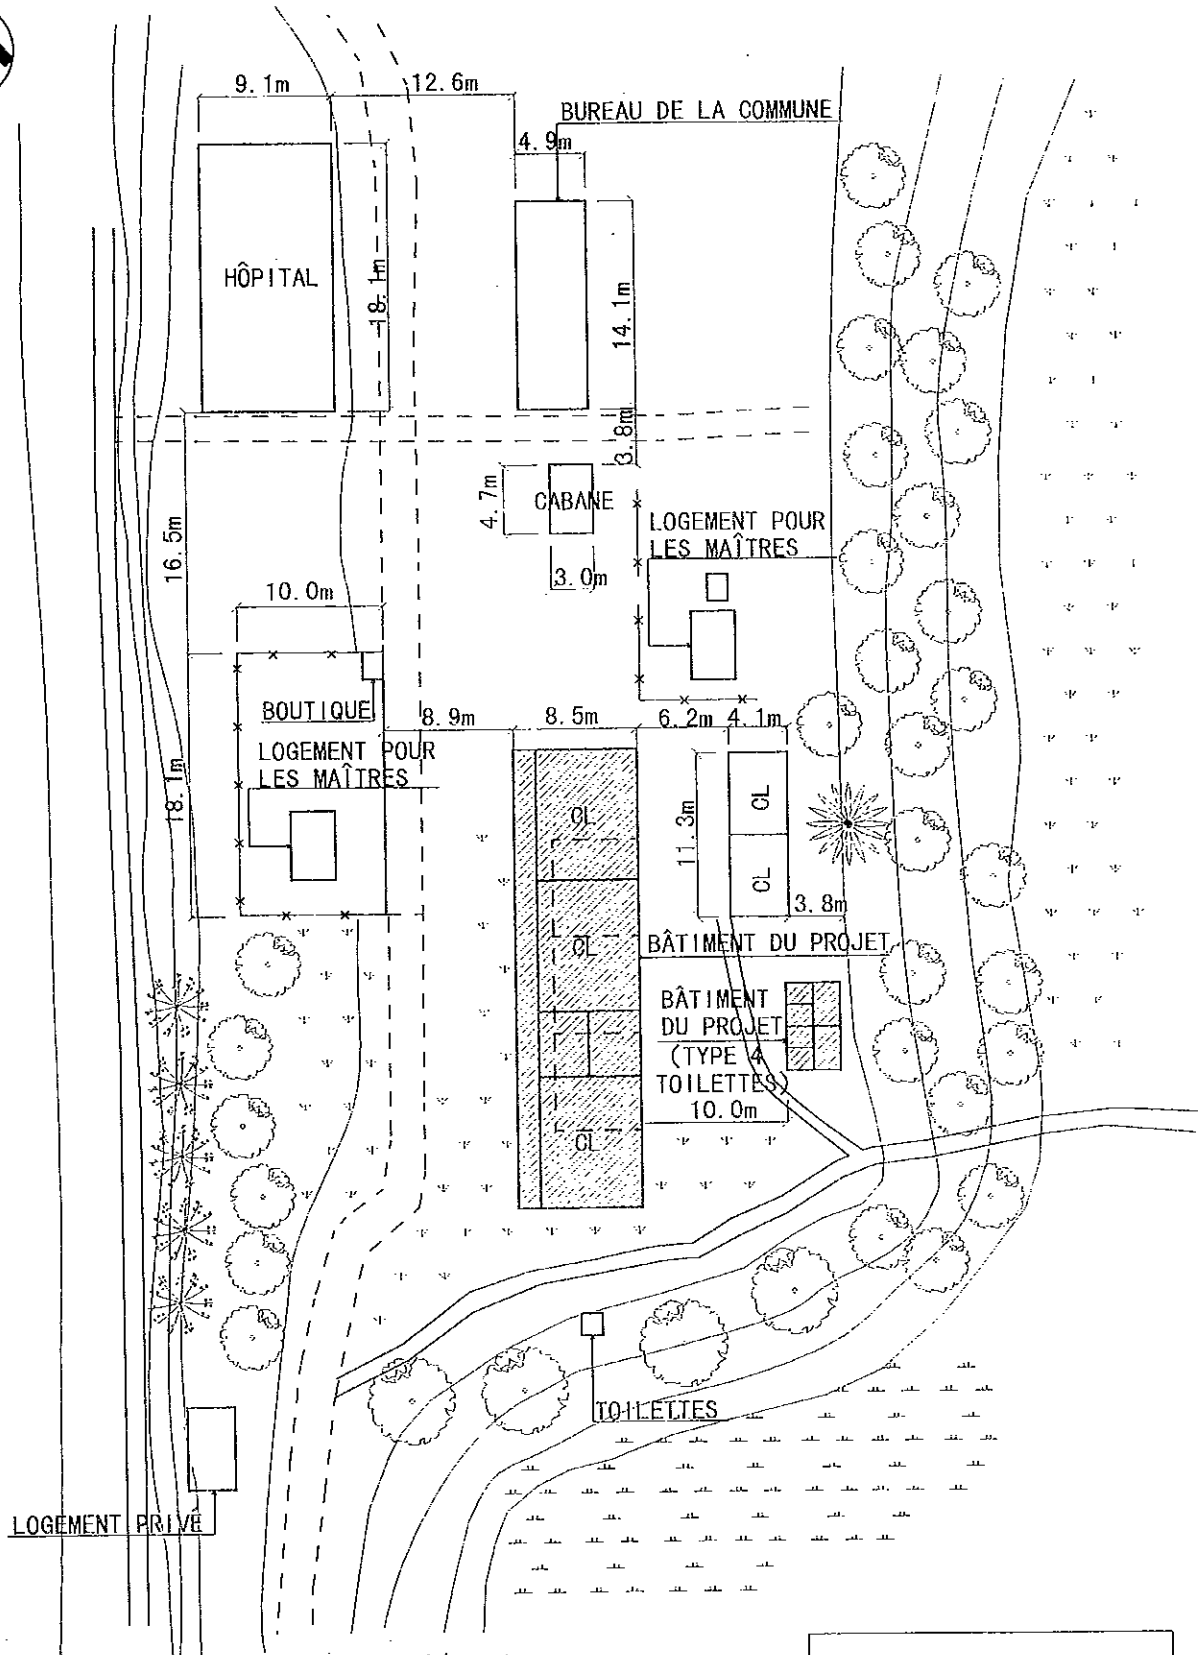 9.1m
12.6m
BUREAU DE LA COMMUNE
4.9m
HÔPITAL
18.1m
14.1m
3.8m
4.7m
CABANE
LOGEMENT POUR
LES MAÎTRES
16.5m
3.0m
10.0m
BOUTIQUE
8.9m
8.5m
6.2m
4.1m
LOGEMENT POUR
LES MAÎTRES
18.1m
CL
11.3m
CL
CL
3.8m
CL
BÂTIMENT DU PROJET
BÂTIMENT
DU PROJET
(TYPE 4
TOILETTES)
10.0m
CL
TOILETTES
LOGEMENT PRIVÉ